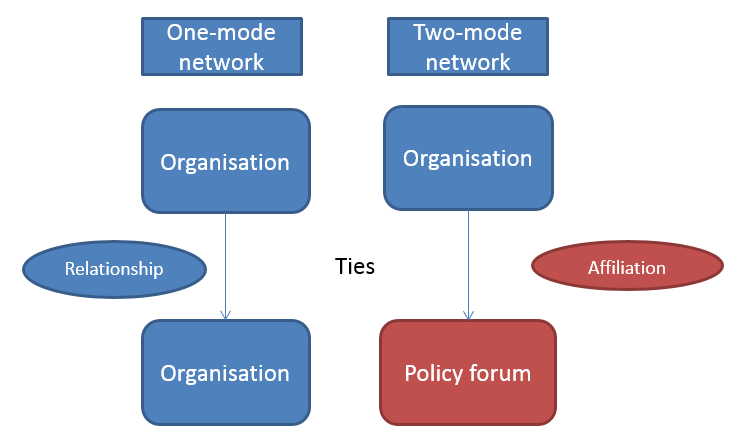 One-mode
network
Two-mode
network
Organisation
Organisation
Relationship
Ties
Affiliation
Organisation
Policy forum